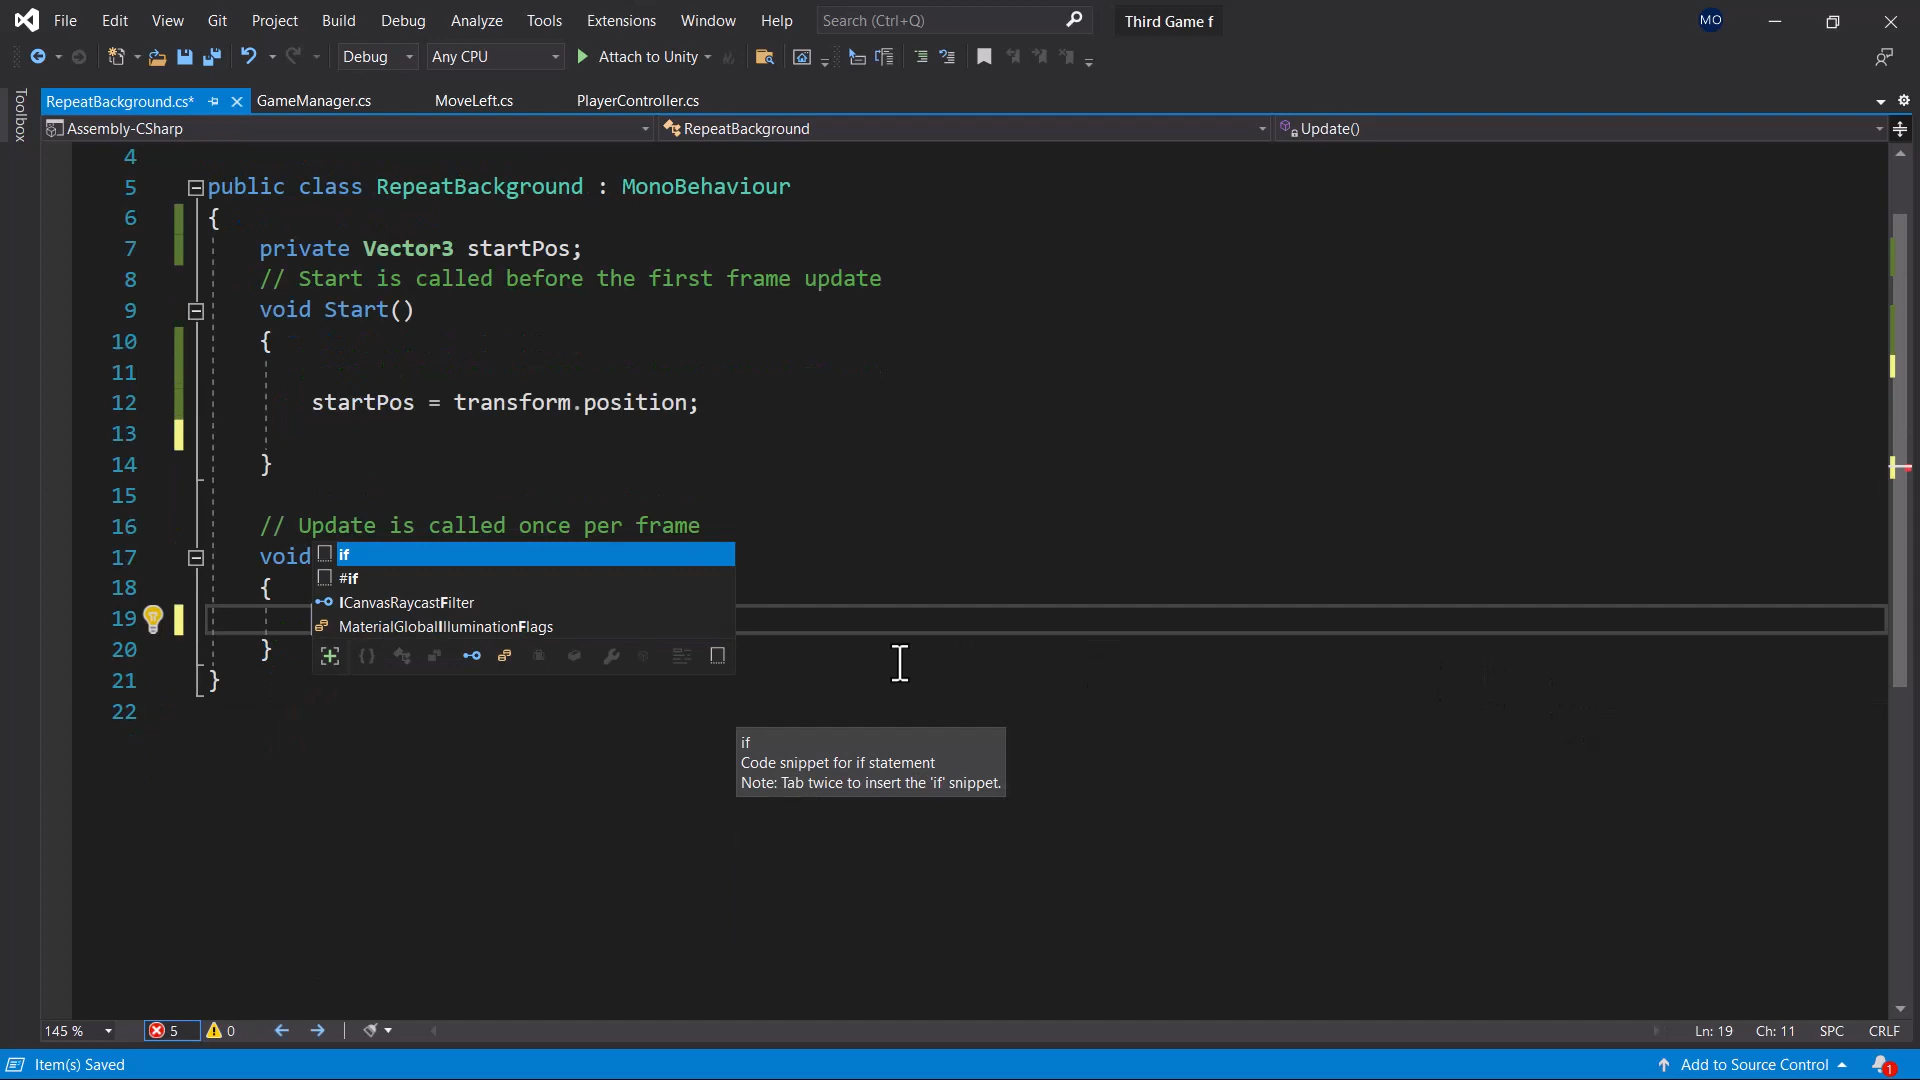 File Edit View Git Project Build Debug Analyze Tools Extensions Window Help Search (Ctrl+Q) Third Game f MO
Debug Any CPU Attach to Unity
Toolbox
RepeatBackground.cs* GameManager.cs MoveLeft.cs PlayerController.cs
Assembly-CSharp RepeatBackground Update()
4
5 public class RepeatBackground : MonoBehaviour
6 {
7 private Vector3 startPos;
8 // Start is called before the first frame update
9 void Start()
10 {
11
12 startPos = transform.position;
13
14 }
15
16 // Update is called once per frame
17 void
if
18 {
#if
ICanvasRaycastFilter
19
MaterialGlobalIlluminationFlags
20 }
21 }
22
if
Code snippet for if statement
Note: Tab twice to insert the 'if' snippet.
145 % 5 0 Ln: 19 Ch: 11 SPC CRLF
Item(s) Saved Add to Source Control 1